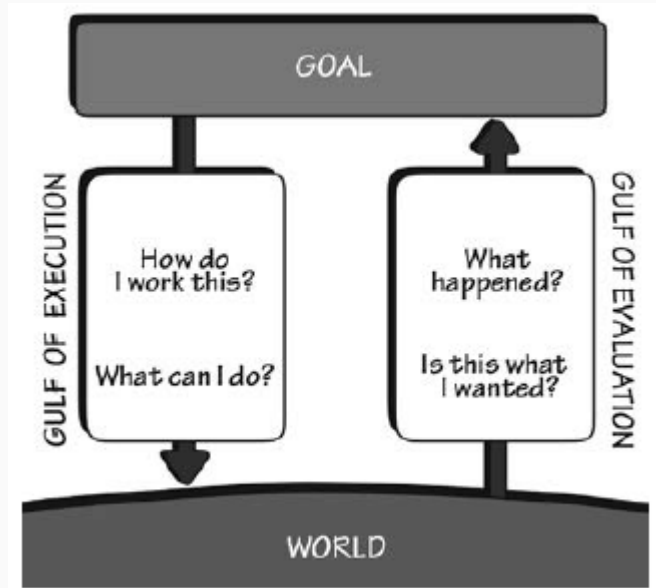 GOAL
GULF OF EXECUTION
How do
I work this?
What can I do?
What
happened?
Is this what
I wanted?
GULF OF EVALUATION
WORLD